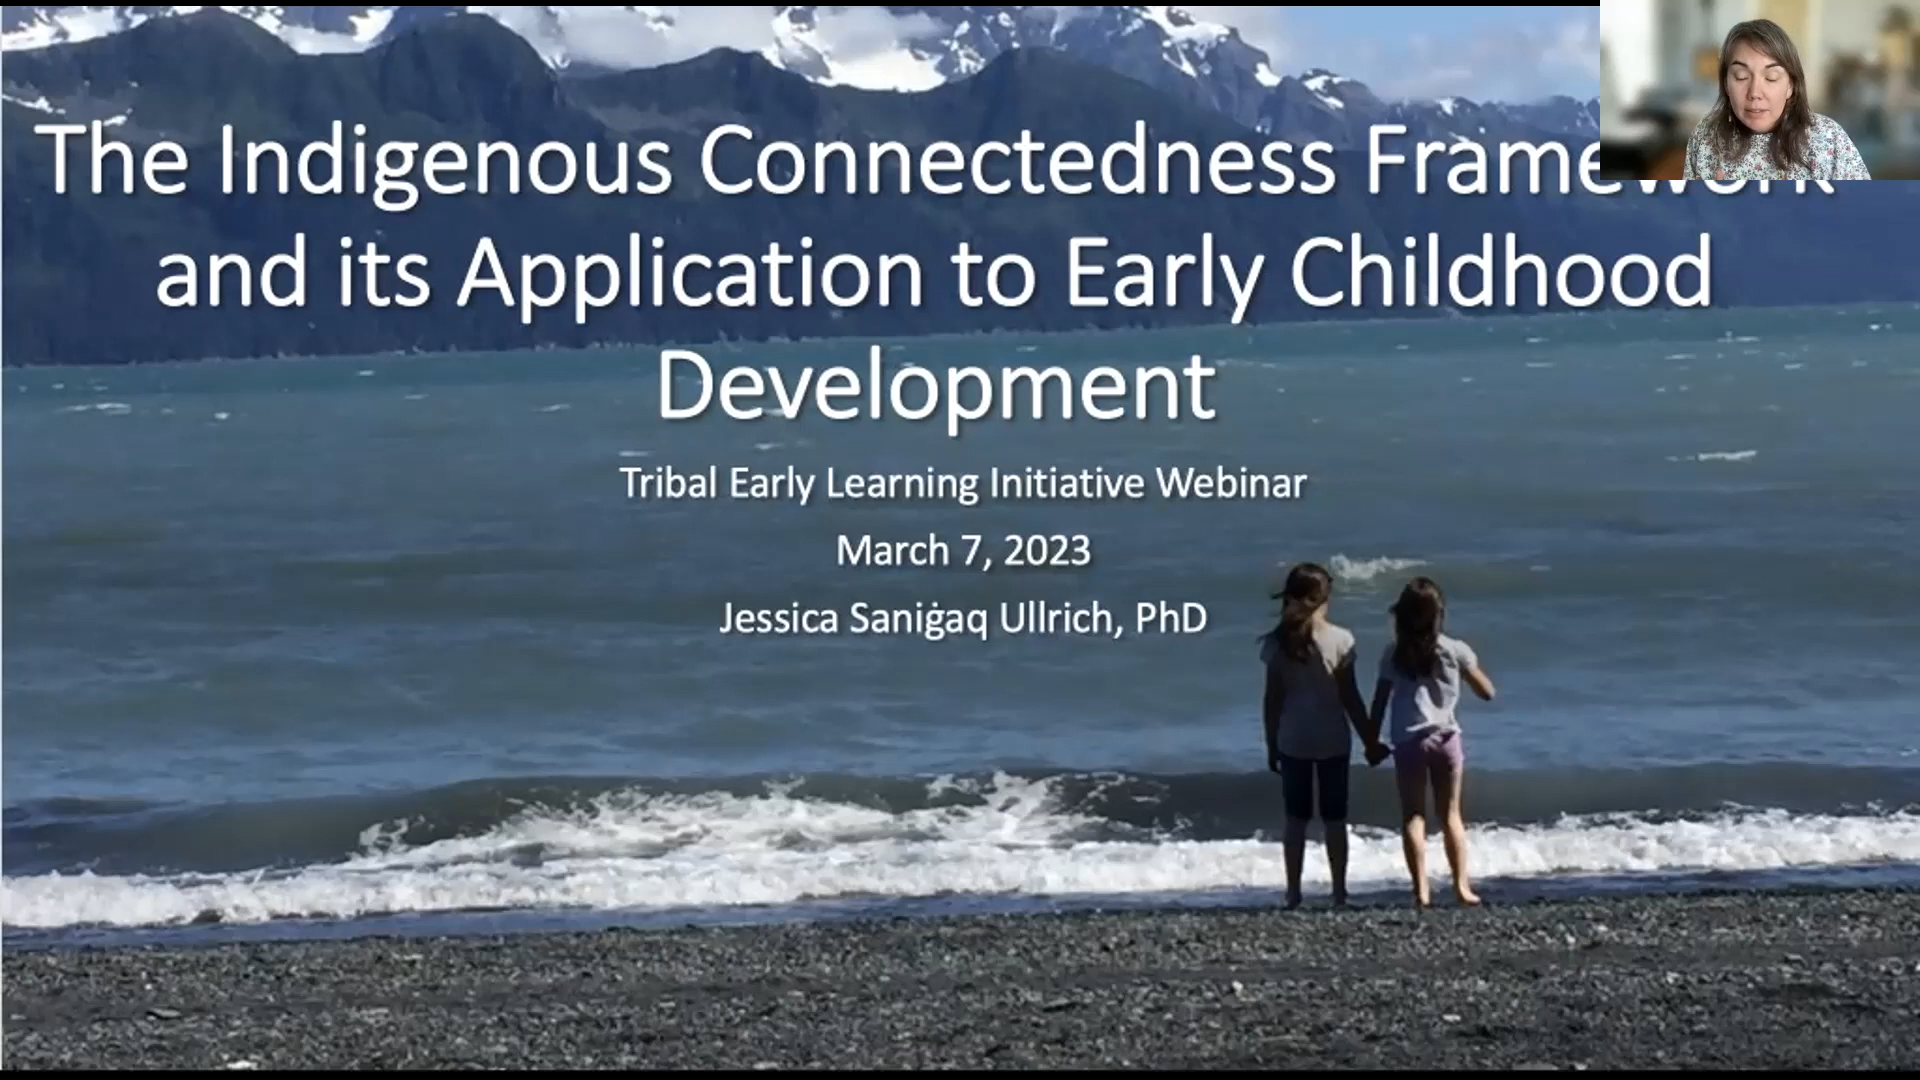 The Indigenous Connectedness Framework
and its Application to Early Childhood
Development
Tribal Early Learning Initiative Webinar
March 7, 2023
Jessica Saniġaq Ullrich, PhD